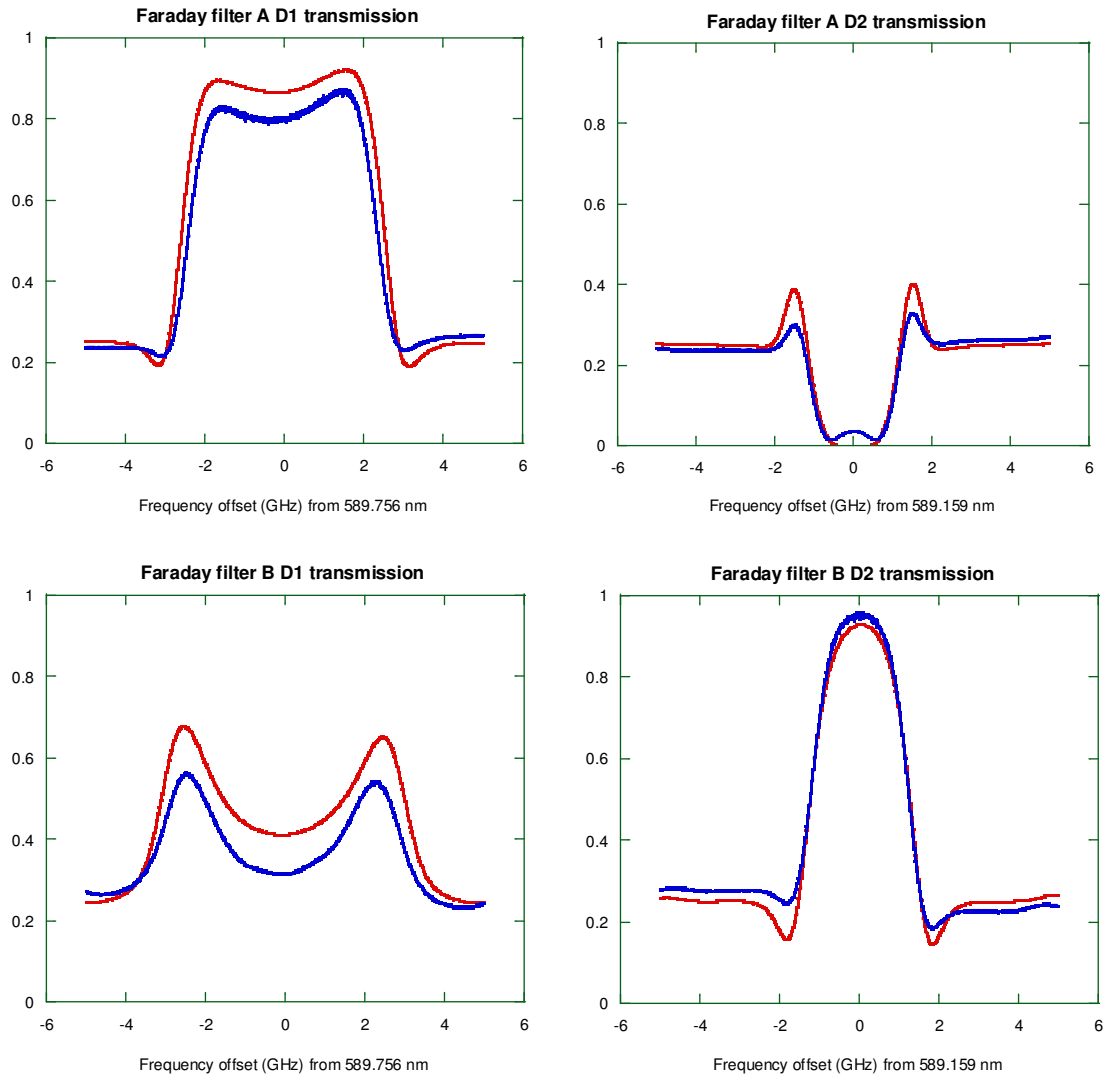 Faraday filter A D1 transmission
1
0.8
0.6
0.4
0.2
0
-6 -4 -2 0 2 4 6
Frequency offset (GHz) from 589.756 nm
Faraday filter A D2 transmission
1
0.8
0.6
0.4
0.2
0
-6 -4 -2 0 2 4 6
Frequency offset (GHz) from 589.159 nm
Faraday filter B D1 transmission
1
0.8
0.6
0.4
0.2
0
-6 -4 -2 0 2 4 6
Frequency offset (GHz) from 589.756 nm
Faraday filter B D2 transmission
1
0.8
0.6
0.4
0.2
0
-6 -4 -2 0 2 4 6
Frequency offset (GHz) from 589.159 nm